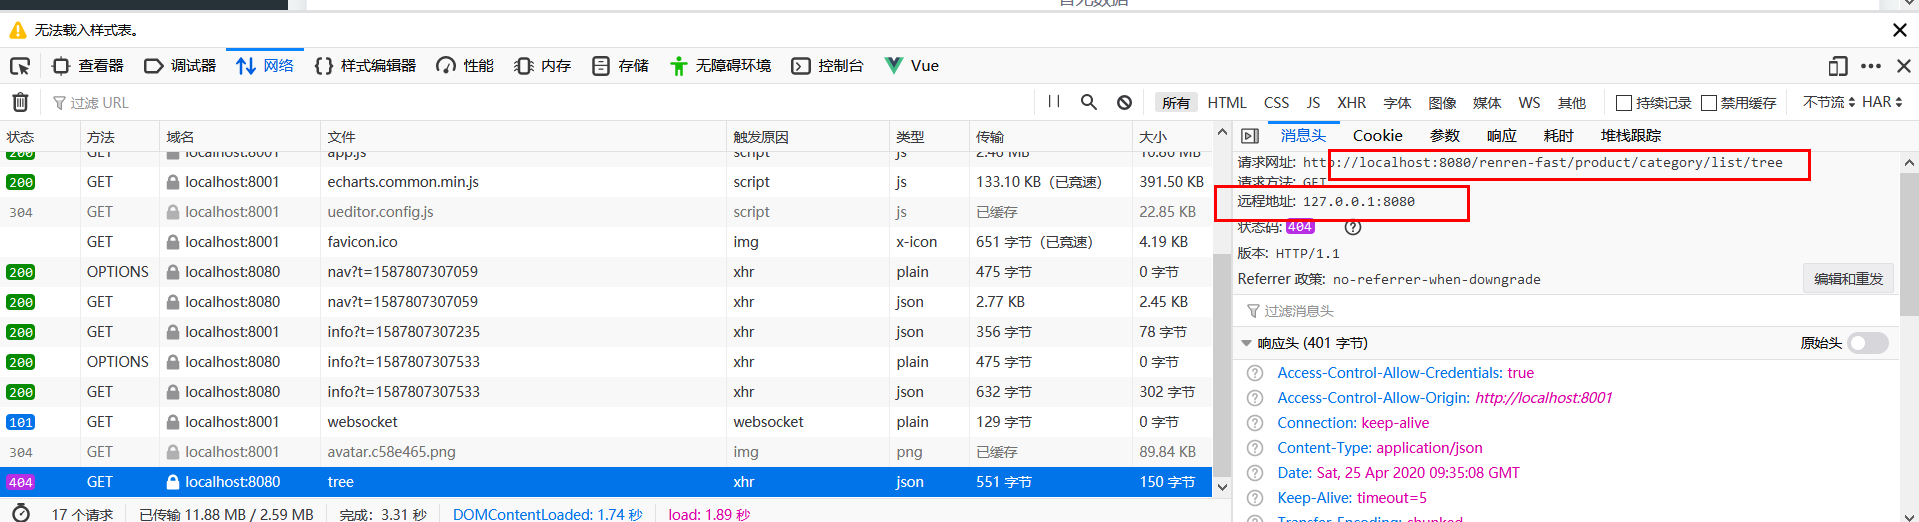 暂无数据
无法载入样式表。
查看器 调试器 网络 样式编辑器 性能 内存 存储 无障碍环境 控制台 Vue
过滤 URL 所有 HTML CSS JS XHR 字体 图像 媒体 WS 其他 持续记录 禁用缓存 不节流 HAR
状态 方法 域名 文件 触发原因 类型 传输 大小
200 GET localhost:8001 app.js script js 2.46 MB 10.86 MB
200 GET localhost:8001 echarts.common.min.js script js 133.10 KB（已竞速） 391.50 KB
304 GET localhost:8001 ueditor.config.js script js 已缓存 22.85 KB
GET localhost:8001 favicon.ico img x-icon 651 字节（已竞速） 4.19 KB
200 OPTIONS localhost:8080 nav?t=1587807307059 xhr plain 475 字节 0 字节
200 GET localhost:8080 nav?t=1587807307059 xhr json 2.77 KB 2.45 KB
200 GET localhost:8001 info?t=1587807307235 xhr json 356 字节 78 字节
200 OPTIONS localhost:8080 info?t=1587807307533 xhr plain 475 字节 0 字节
200 GET localhost:8080 info?t=1587807307533 xhr json 632 字节 302 字节
101 GET localhost:8001 websocket websocket plain 129 字节 0 字节
304 GET localhost:8001 avatar.c58e465.png img png 已缓存 89.84 KB
404 GET localhost:8080 tree xhr json 551 字节 150 字节
17 个请求 已传输 11.88 MB / 2.59 MB 完成：3.31 秒 DOMContentLoaded: 1.74 秒 load: 1.89 秒
消息头 Cookie 参数 响应 耗时 堆栈跟踪
请求网址: http://localhost:8080/renren-fast/product/category/list/tree
请求方法: GET
远程地址: 127.0.0.1:8080
状态码: 404
版本: HTTP/1.1
Referrer 政策: no-referrer-when-downgrade 编辑和重发
过滤消息头
响应头 (401 字节) 原始头
Access-Control-Allow-Credentials: true
Access-Control-Allow-Origin: http://localhost:8001
Connection: keep-alive
Content-Type: application/json
Date: Sat, 25 Apr 2020 09:35:08 GMT
Keep-Alive: timeout=5
Transfer-Encoding: chunked